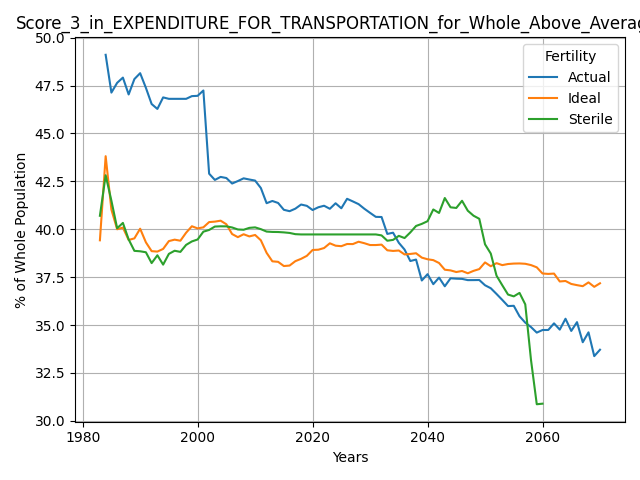 Score_3_in_EXPENDITURE_FOR_TRANSPORTATION_for_Whole_Above_Averag
50.0
47.5
45.0
42.5
40.0
37.5
35.0
32.5
30.0
% of Whole Population
1980
2000
2020
2040
2060
Years
Fertility
Actual
Ideal
Sterile